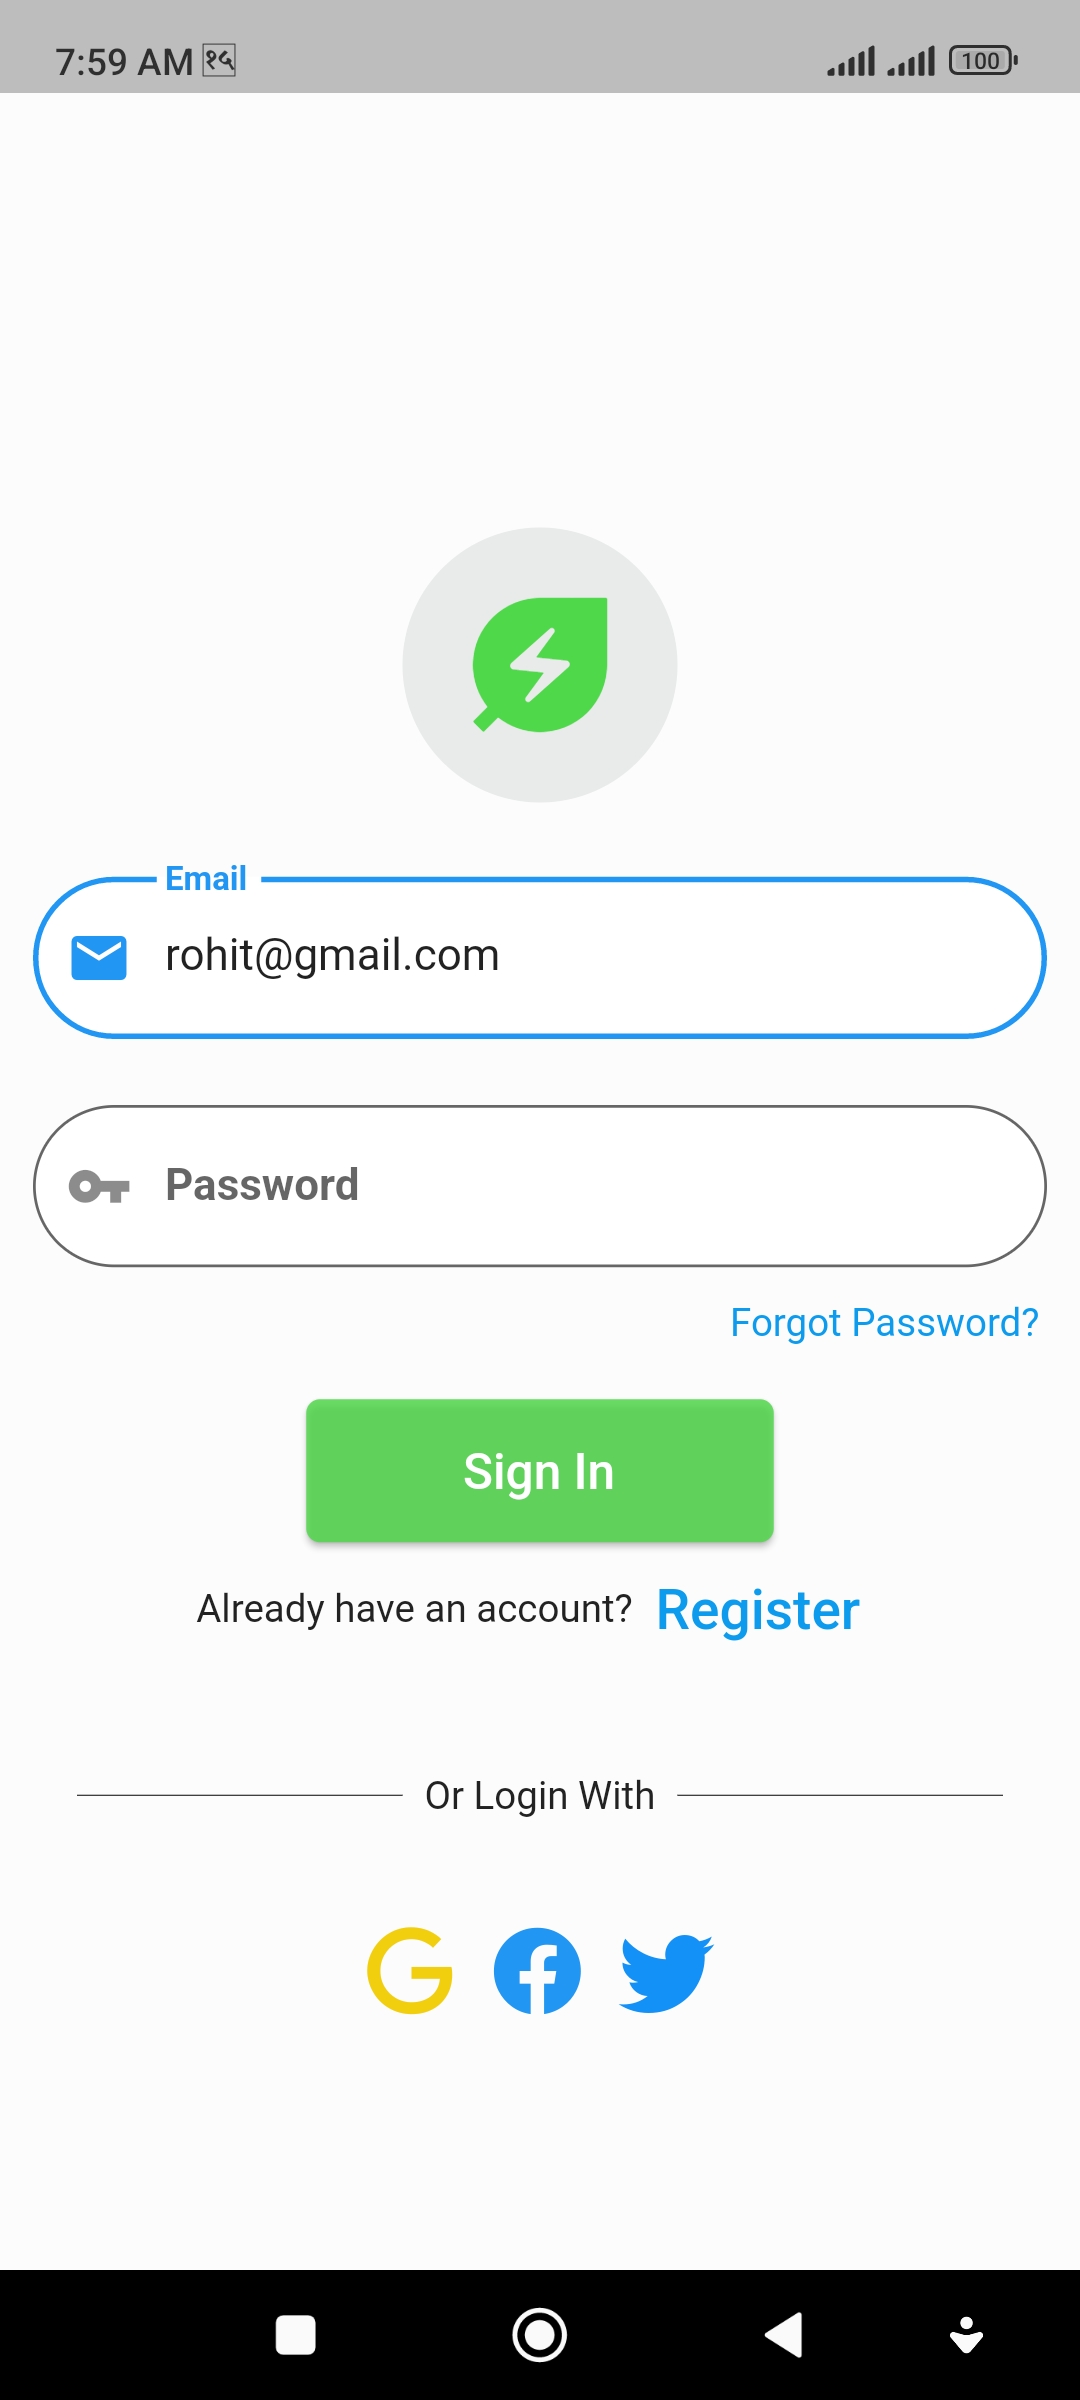 7:59 AM १५
100
Email
rohit@gmail.com
Password
Forgot Password?
Sign In
Already have an account? Register
Or Login With